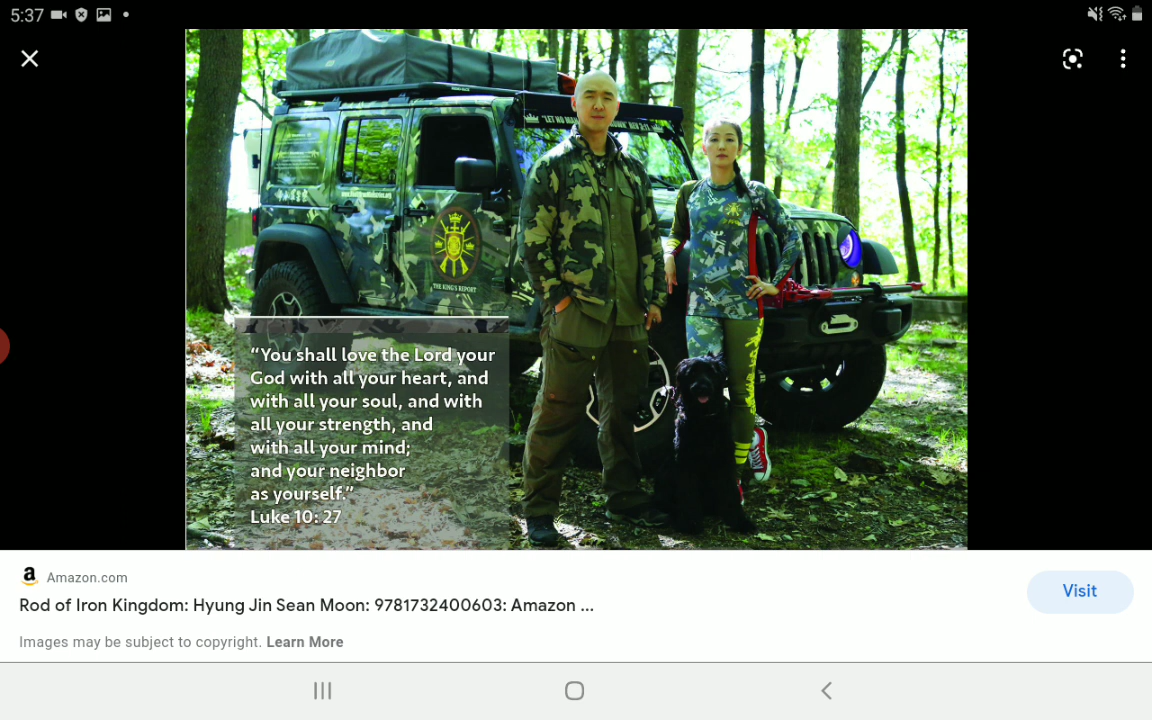 5:37
"LET NO MAN
"You shall love the Lord your
God with all your heart, and
with all your soul, and with
all your strength, and
with all your mind;
and your neighbor
as yourself."
Luke 10: 27
THE KING'S REPORT
a Amazon.com
Rod of Iron Kingdom: Hyung Jin Sean Moon: 9781732400603: Amazon ...
Visit
Images may be subject to copyright. Learn More